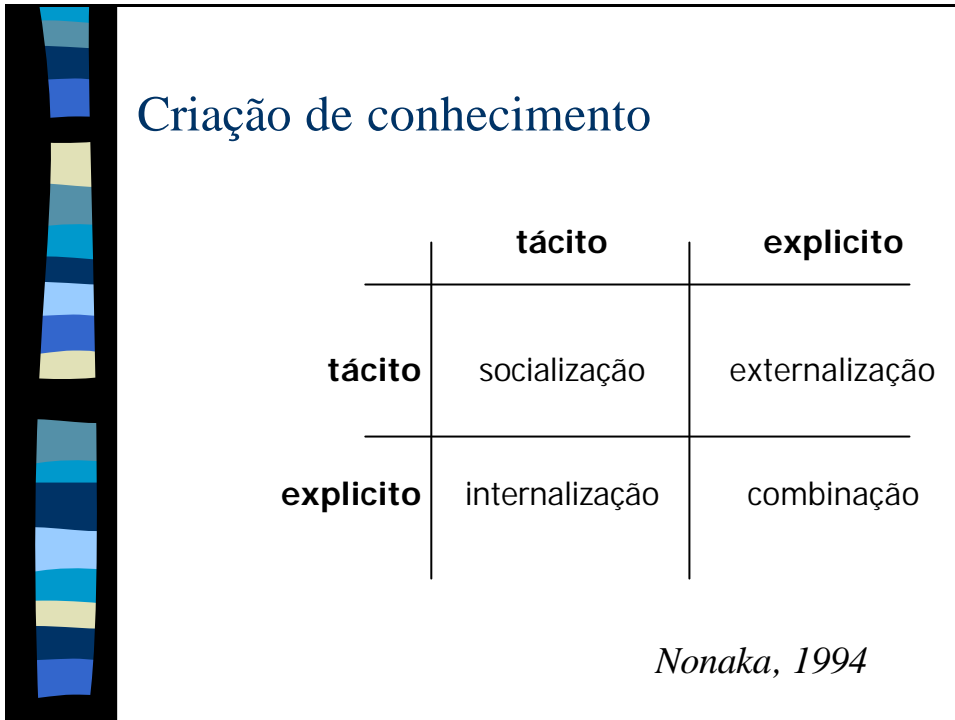 Criação de conhecimento
tácito explicito
tácito socialização externalização
explicito internalização combinação
Nonaka, 1994